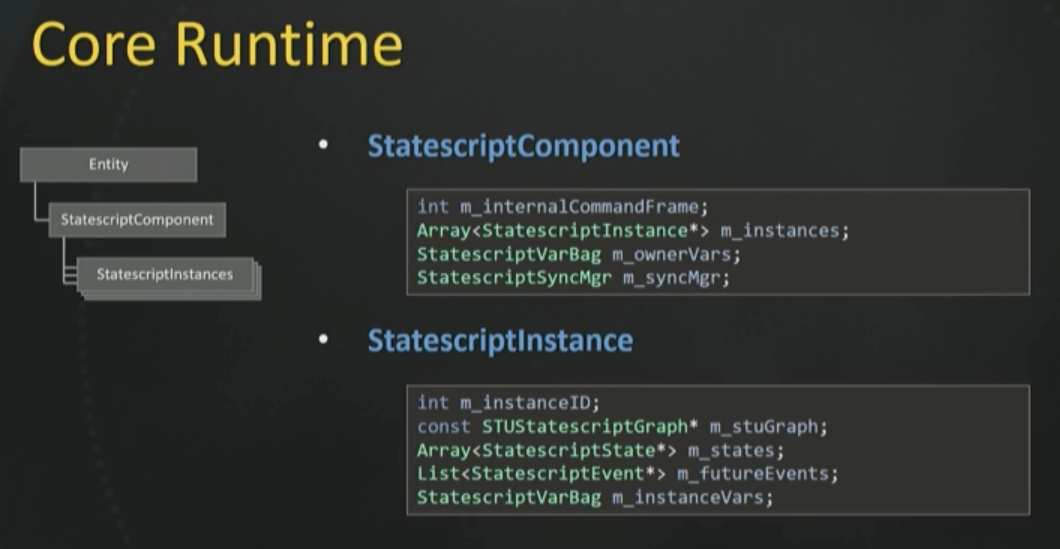 Core Runtime
Entity
StatescriptComponent
StatescriptInstances
• StatescriptComponent
int m_internalCommandFrame;
Array<StatescriptInstance*> m_instances;
StatescriptVarBag m_ownerVars;
StatescriptSyncMgr m_syncMgr;
• StatescriptInstance
int m_instanceID;
const STUStatescriptGraph* m_stuGraph;
Array<StatescriptState*> m_states;
List<StatescriptEvent*> m_futureEvents;
StatescriptVarBag m_instanceVars;